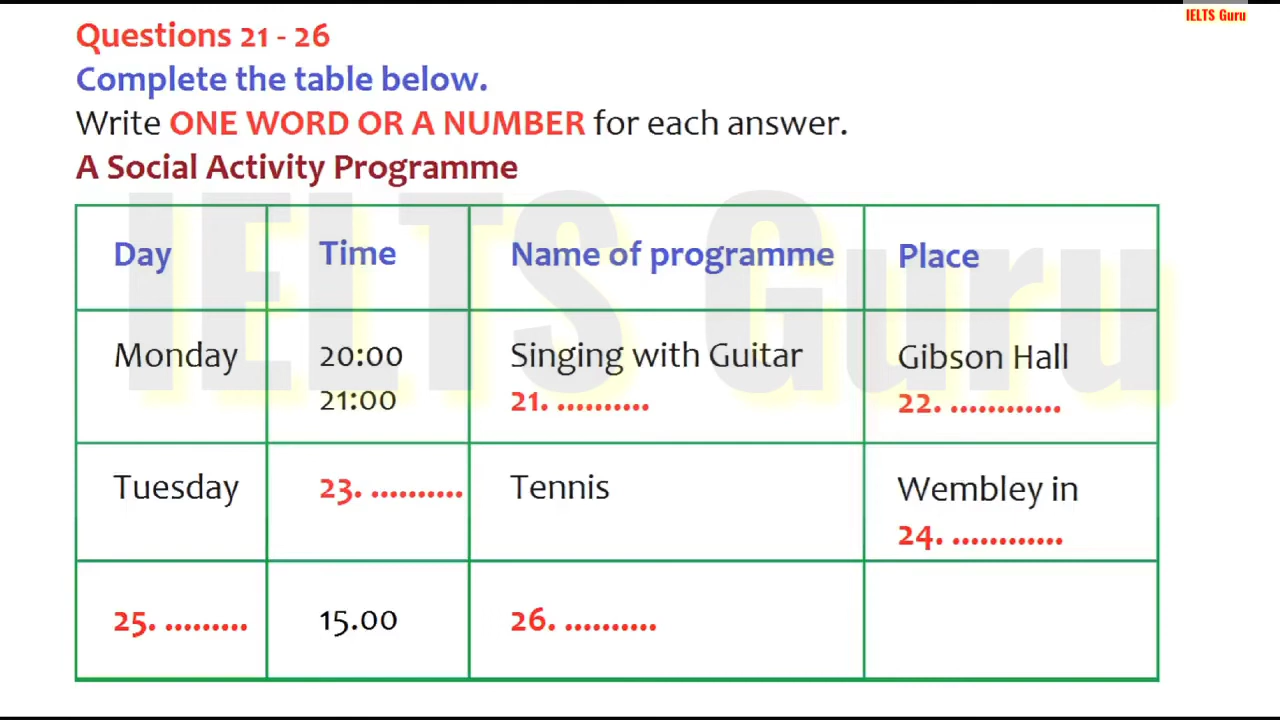 IELTS Guru
Questions 21 - 26
Complete the table below.
Write ONE WORD OR A NUMBER for each answer.
A Social Activity Programme
IELTS Guru
Day Time Name of programme Place
Monday 20:00 Singing with Guitar Gibson Hall
21:00 21. .......... 22. ............
Tuesday 23. .......... Tennis Wembley in
24. ............
25. ......... 15.00 26. ..........